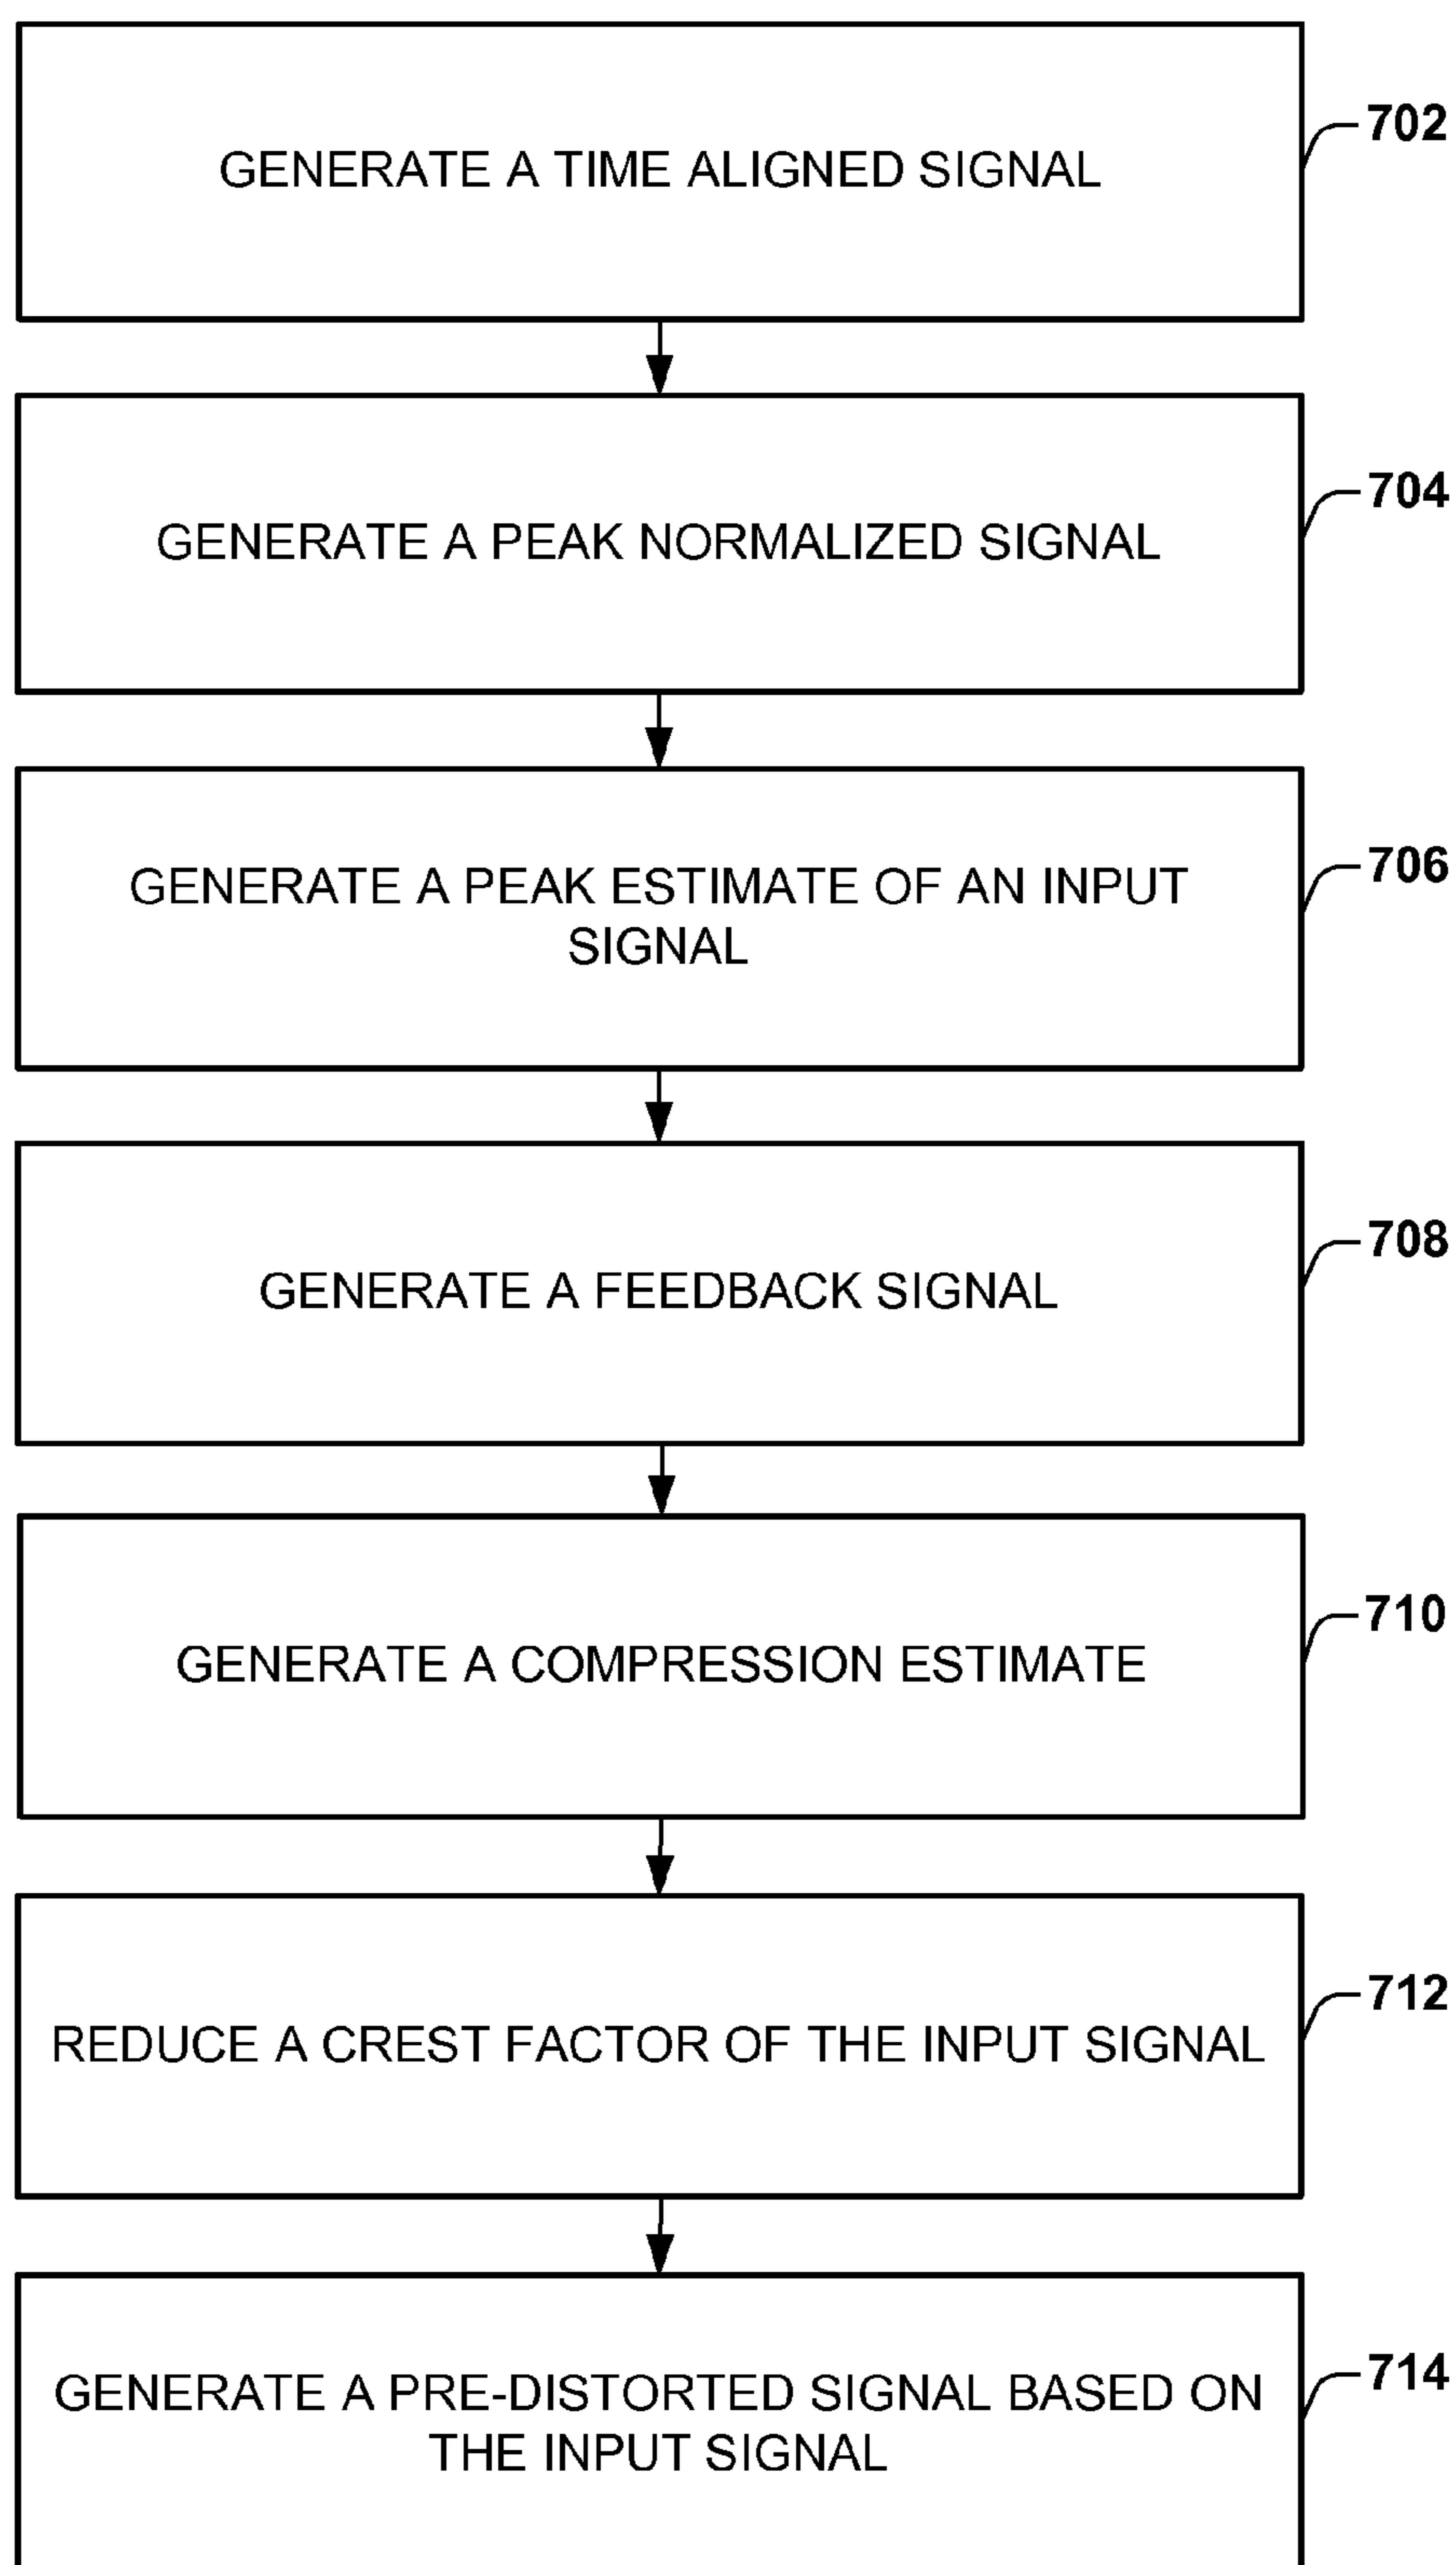 GENERATE A TIME ALIGNED SIGNAL
702
GENERATE A PEAK NORMALIZED SIGNAL
704
GENERATE A PEAK ESTIMATE OF AN INPUT
SIGNAL
706
GENERATE A FEEDBACK SIGNAL
708
GENERATE A COMPRESSION ESTIMATE
710
REDUCE A CREST FACTOR OF THE INPUT SIGNAL
712
GENERATE A PRE-DISTORTED SIGNAL BASED ON
THE INPUT SIGNAL
714